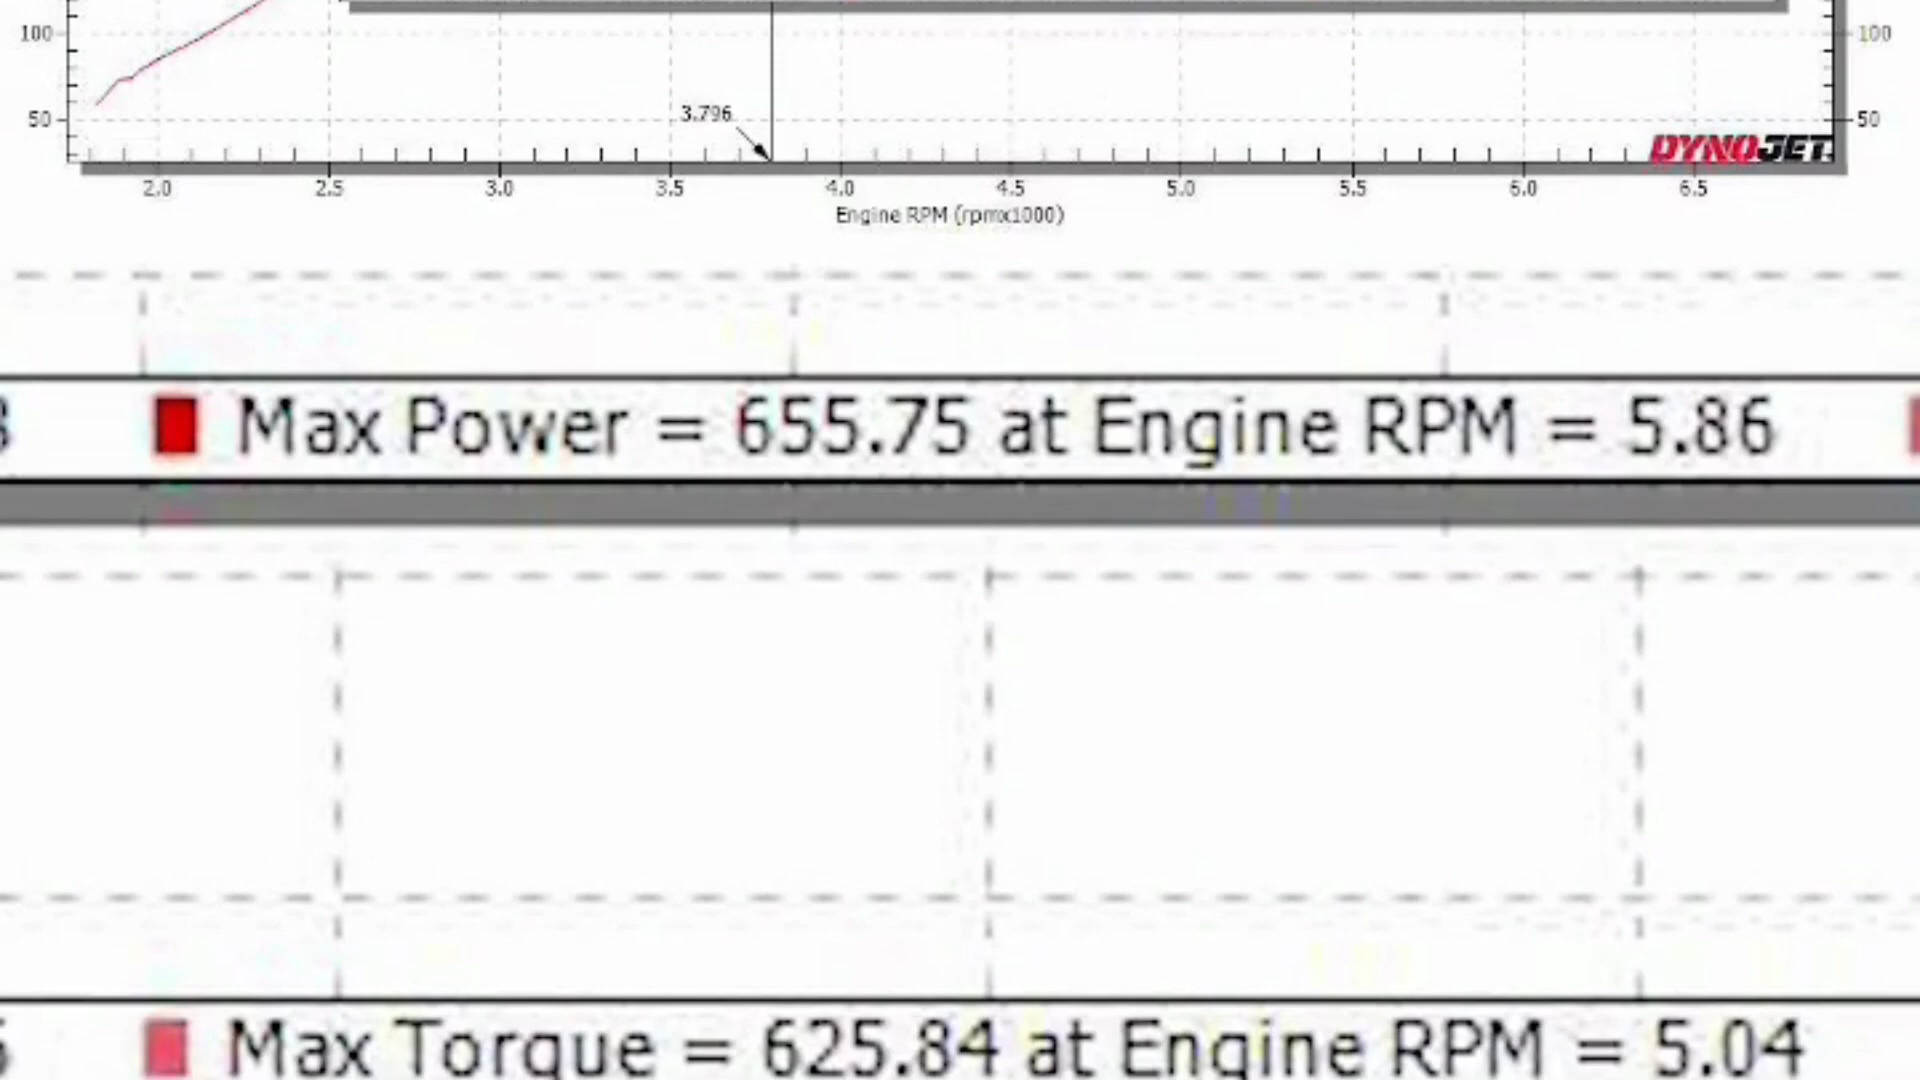 100 100
3.796
50 50
DYNOJET
2.0 2.5 3.0 3.5 4.0 4.5 5.0 5.5 6.0 6.5
Engine RPM (rpmx1000)
Max Power = 655.75 at Engine RPM = 5.86
Max Torque = 625.84 at Engine RPM = 5.04